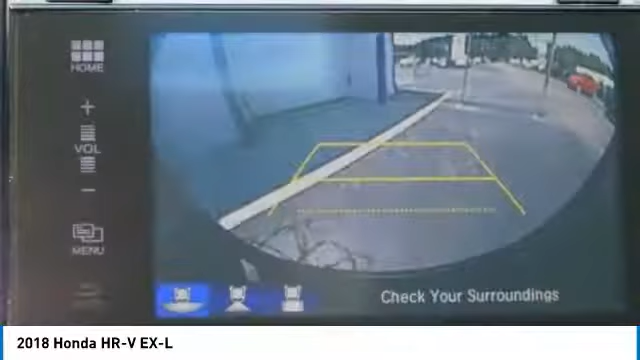 HOME
+
VOL
-
MENU
Check Your Surroundings
2018 Honda HR-V EX-L